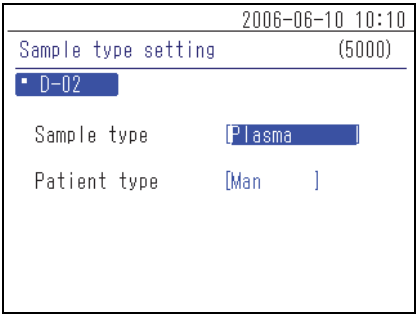 2006-06-10 10:10
Sample type setting (5000)
D-02
Sample type [Plasma ]
Patient type [Man ]